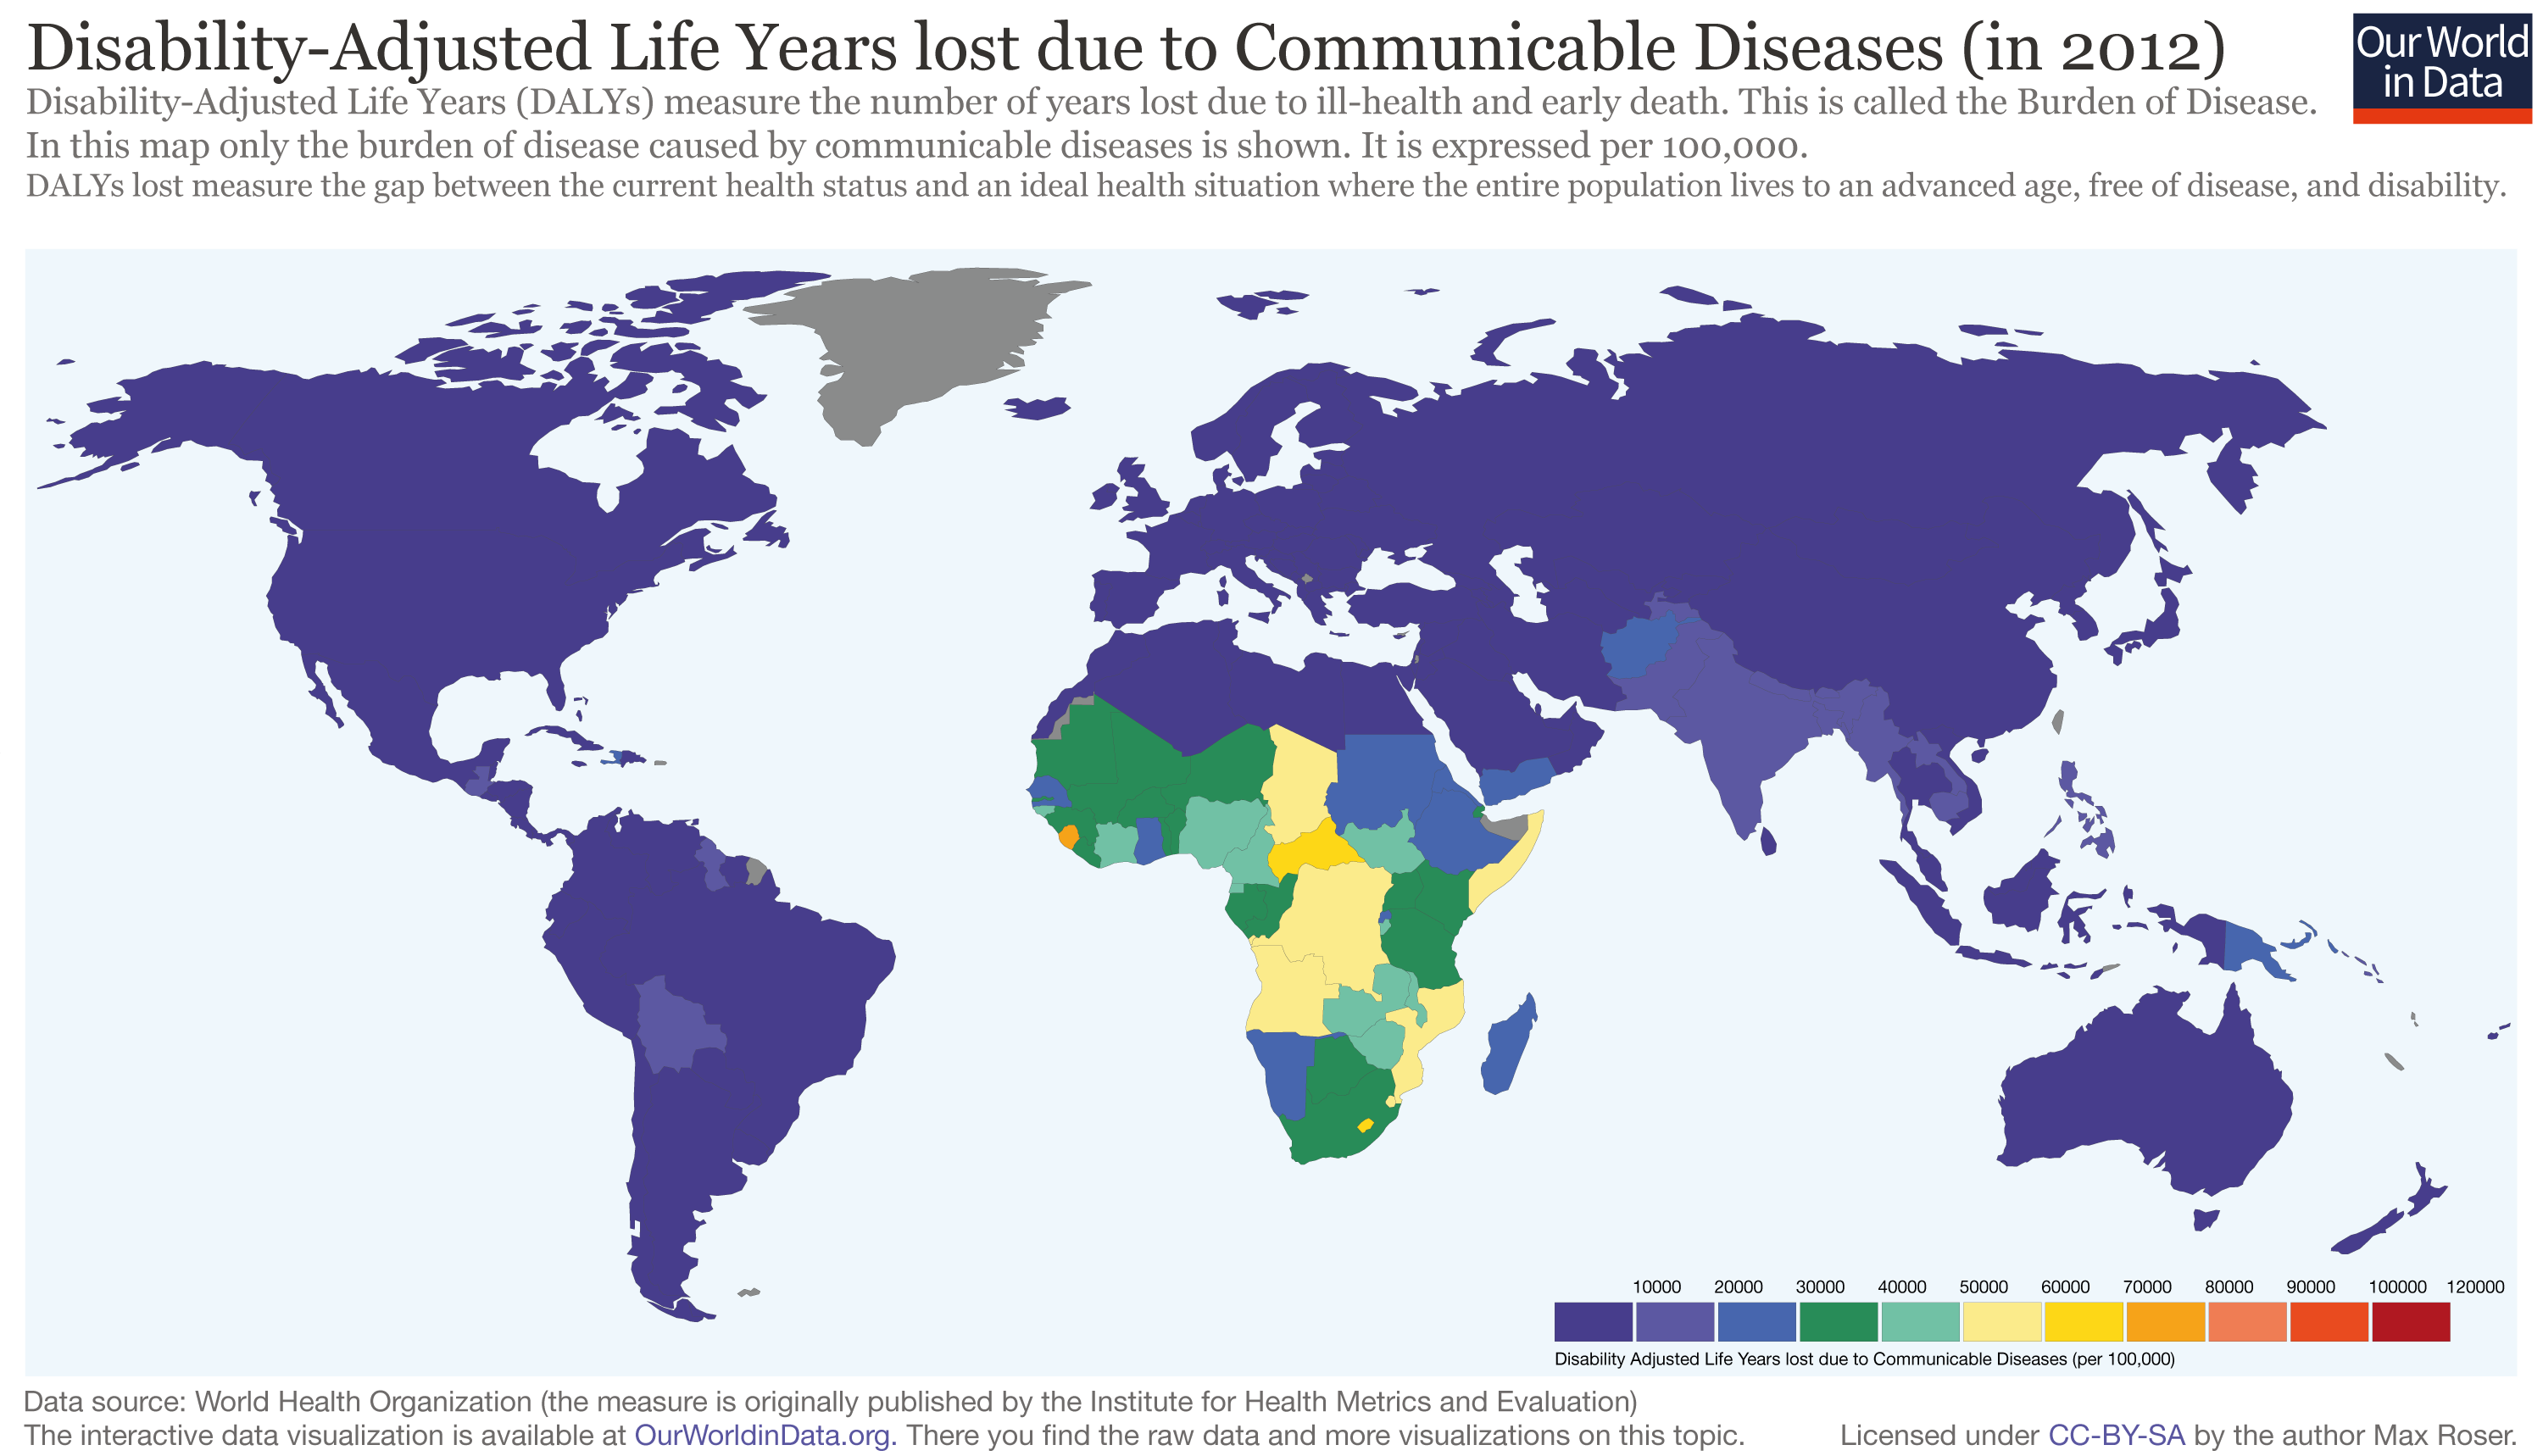 Disability-Adjusted Life Years lost due to Communicable Diseases (in 2012)
Our World
in Data
Disability-Adjusted Life Years (DALYs) measure the number of years lost due to ill-health and early death. This is called the Burden of Disease.
In this map only the burden of disease caused by communicable diseases is shown. It is expressed per 100,000.
DALYs lost measure the gap between the current health status and an ideal health situation where the entire population lives to an advanced age, free of disease, and disability.
10000 20000 30000 40000 50000 60000 70000 80000 90000 100000 120000
Disability Adjusted Life Years lost due to Communicable Diseases (per 100,000)
Data source: World Health Organization (the measure is originally published by the Institute for Health Metrics and Evaluation)
The interactive data visualization is available at OurWorldinData.org. There you find the raw data and more visualizations on this topic.
Licensed under CC-BY-SA by the author Max Roser.